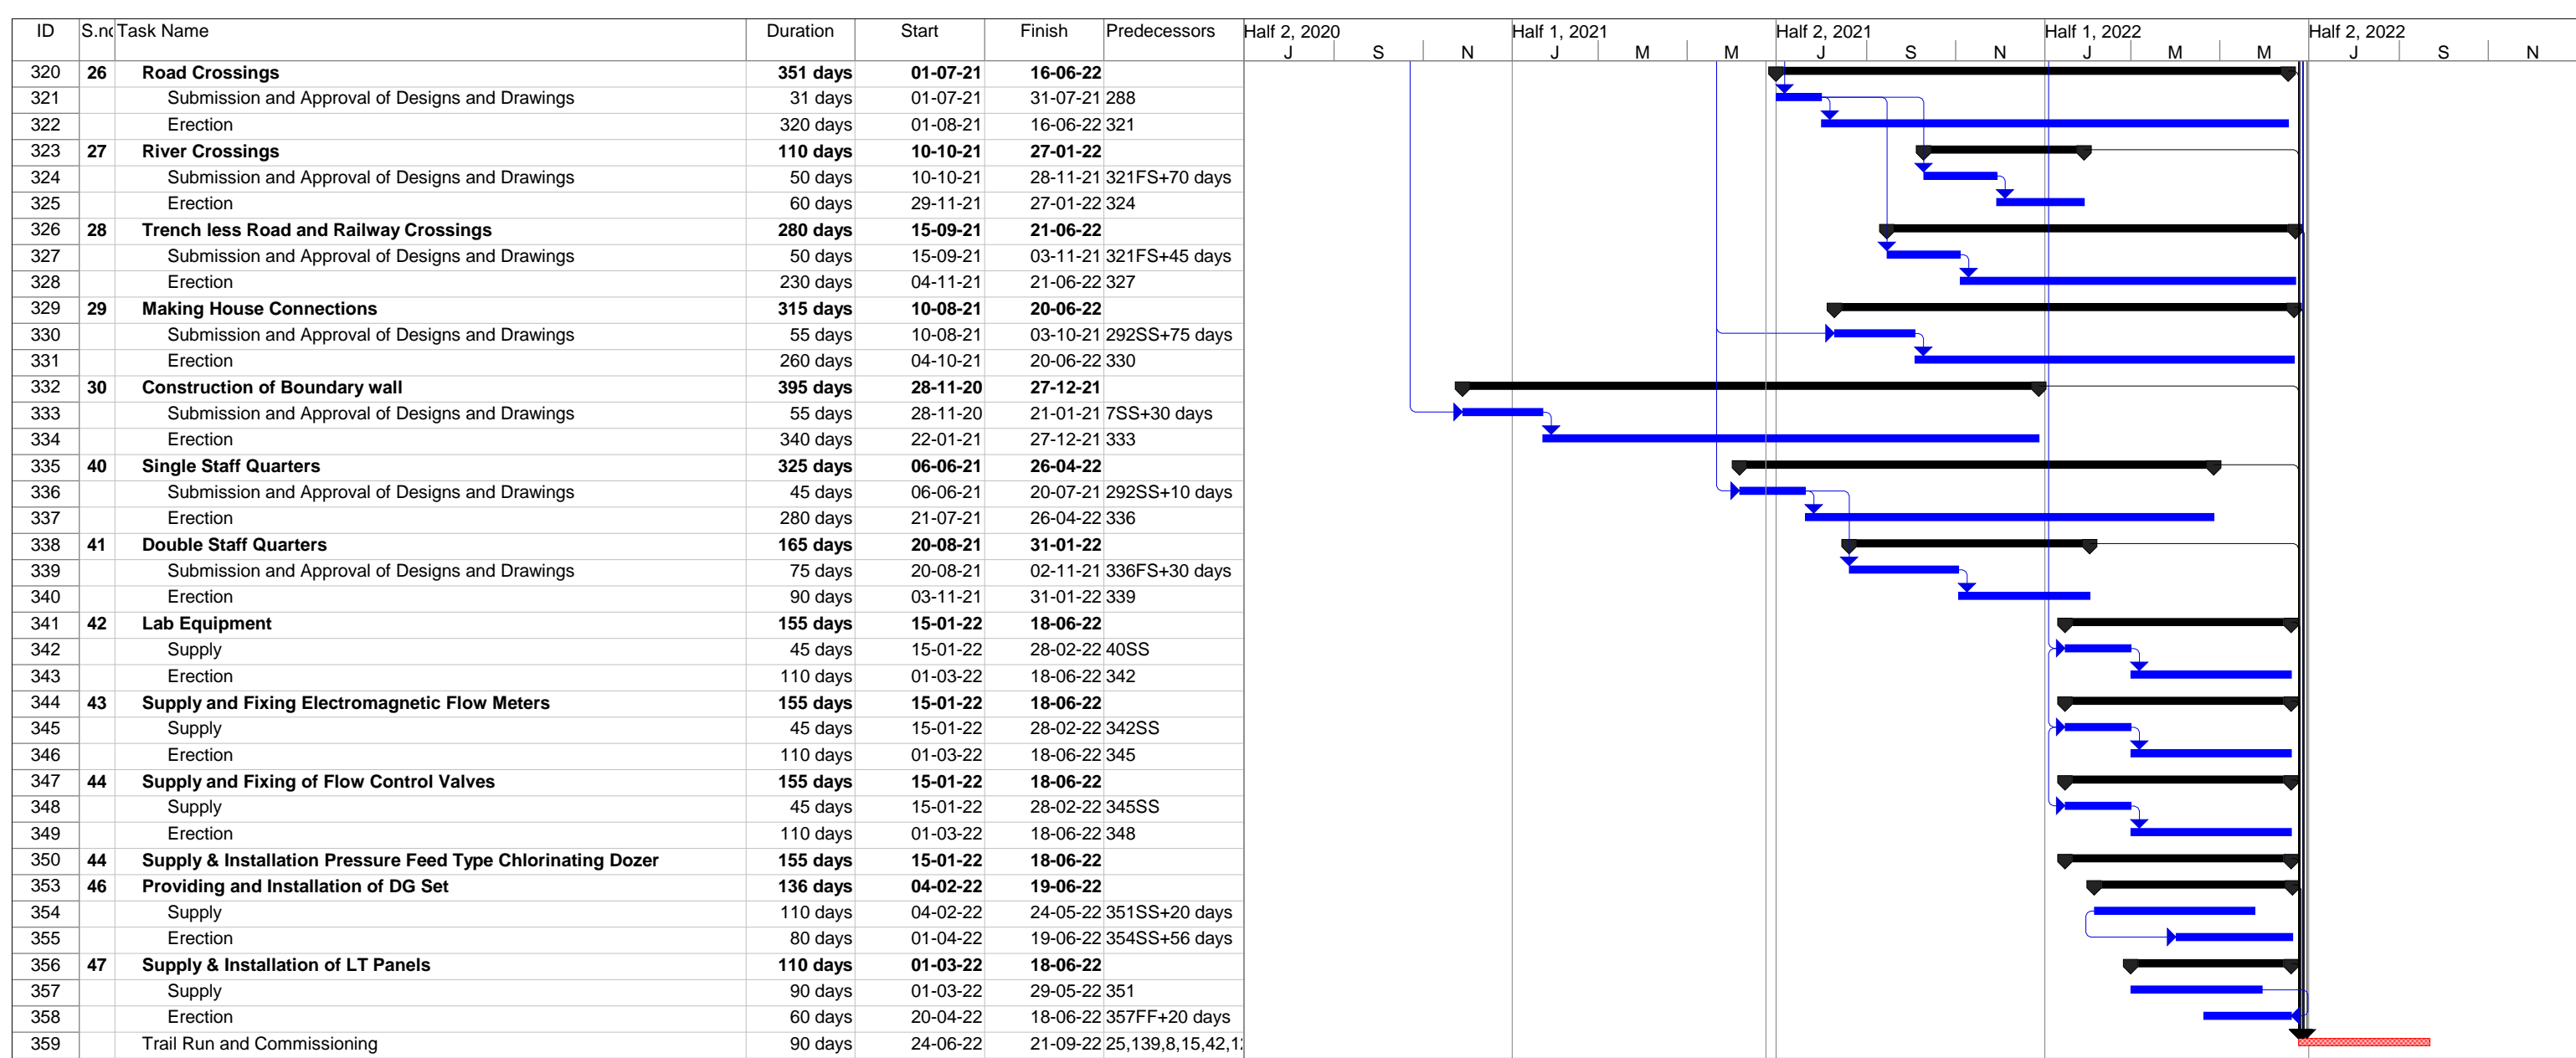 ID S.no Task Name Duration Start Finish Predecessors Half 2, 2020 Half 1, 2021 Half 2, 2021 Half 1, 2022 Half 2, 2022
J S N J M M J S N J M M J S N
320 26 Road Crossings 351 days 01-07-21 16-06-22
321 Submission and Approval of Designs and Drawings 31 days 01-07-21 31-07-21 288
322 Erection 320 days 01-08-21 16-06-22 321
323 27 River Crossings 110 days 10-10-21 27-01-22
324 Submission and Approval of Designs and Drawings 50 days 10-10-21 28-11-21 321FS+70 days
325 Erection 60 days 29-11-21 27-01-22 324
326 28 Trench less Road and Railway Crossings 280 days 15-09-21 21-06-22
327 Submission and Approval of Designs and Drawings 50 days 15-09-21 03-11-21 321FS+45 days
328 Erection 230 days 04-11-21 21-06-22 327
329 29 Making House Connections 315 days 10-08-21 20-06-22
330 Submission and Approval of Designs and Drawings 55 days 10-08-21 03-10-21 292SS+75 days
331 Erection 260 days 04-10-21 20-06-22 330
332 30 Construction of Boundary wall 395 days 28-11-20 27-12-21
333 Submission and Approval of Designs and Drawings 55 days 28-11-20 21-01-21 7SS+30 days
334 Erection 340 days 22-01-21 27-12-21 333
335 40 Single Staff Quarters 325 days 06-06-21 26-04-22
336 Submission and Approval of Designs and Drawings 45 days 06-06-21 20-07-21 292SS+10 days
337 Erection 280 days 21-07-21 26-04-22 336
338 41 Double Staff Quarters 165 days 20-08-21 31-01-22
339 Submission and Approval of Designs and Drawings 75 days 20-08-21 02-11-21 336FS+30 days
340 Erection 90 days 03-11-21 31-01-22 339
341 42 Lab Equipment 155 days 15-01-22 18-06-22
342 Supply 45 days 15-01-22 28-02-22 40SS
343 Erection 110 days 01-03-22 18-06-22 342
344 43 Supply and Fixing Electromagnetic Flow Meters 155 days 15-01-22 18-06-22
345 Supply 45 days 15-01-22 28-02-22 342SS
346 Erection 110 days 01-03-22 18-06-22 345
347 44 Supply and Fixing of Flow Control Valves 155 days 15-01-22 18-06-22
348 Supply 45 days 15-01-22 28-02-22 345SS
349 Erection 110 days 01-03-22 18-06-22 348
350 44 Supply & Installation Pressure Feed Type Chlorinating Dozer 155 days 15-01-22 18-06-22
353 46 Providing and Installation of DG Set 136 days 04-02-22 19-06-22
354 Supply 110 days 04-02-22 24-05-22 351SS+20 days
355 Erection 80 days 01-04-22 19-06-22 354SS+56 days
356 47 Supply & Installation of LT Panels 110 days 01-03-22 18-06-22
357 Supply 90 days 01-03-22 29-05-22 351
358 Erection 60 days 20-04-22 18-06-22 357FF+20 days
359 Trail Run and Commissioning 90 days 24-06-22 21-09-22 25,139,8,15,42,1